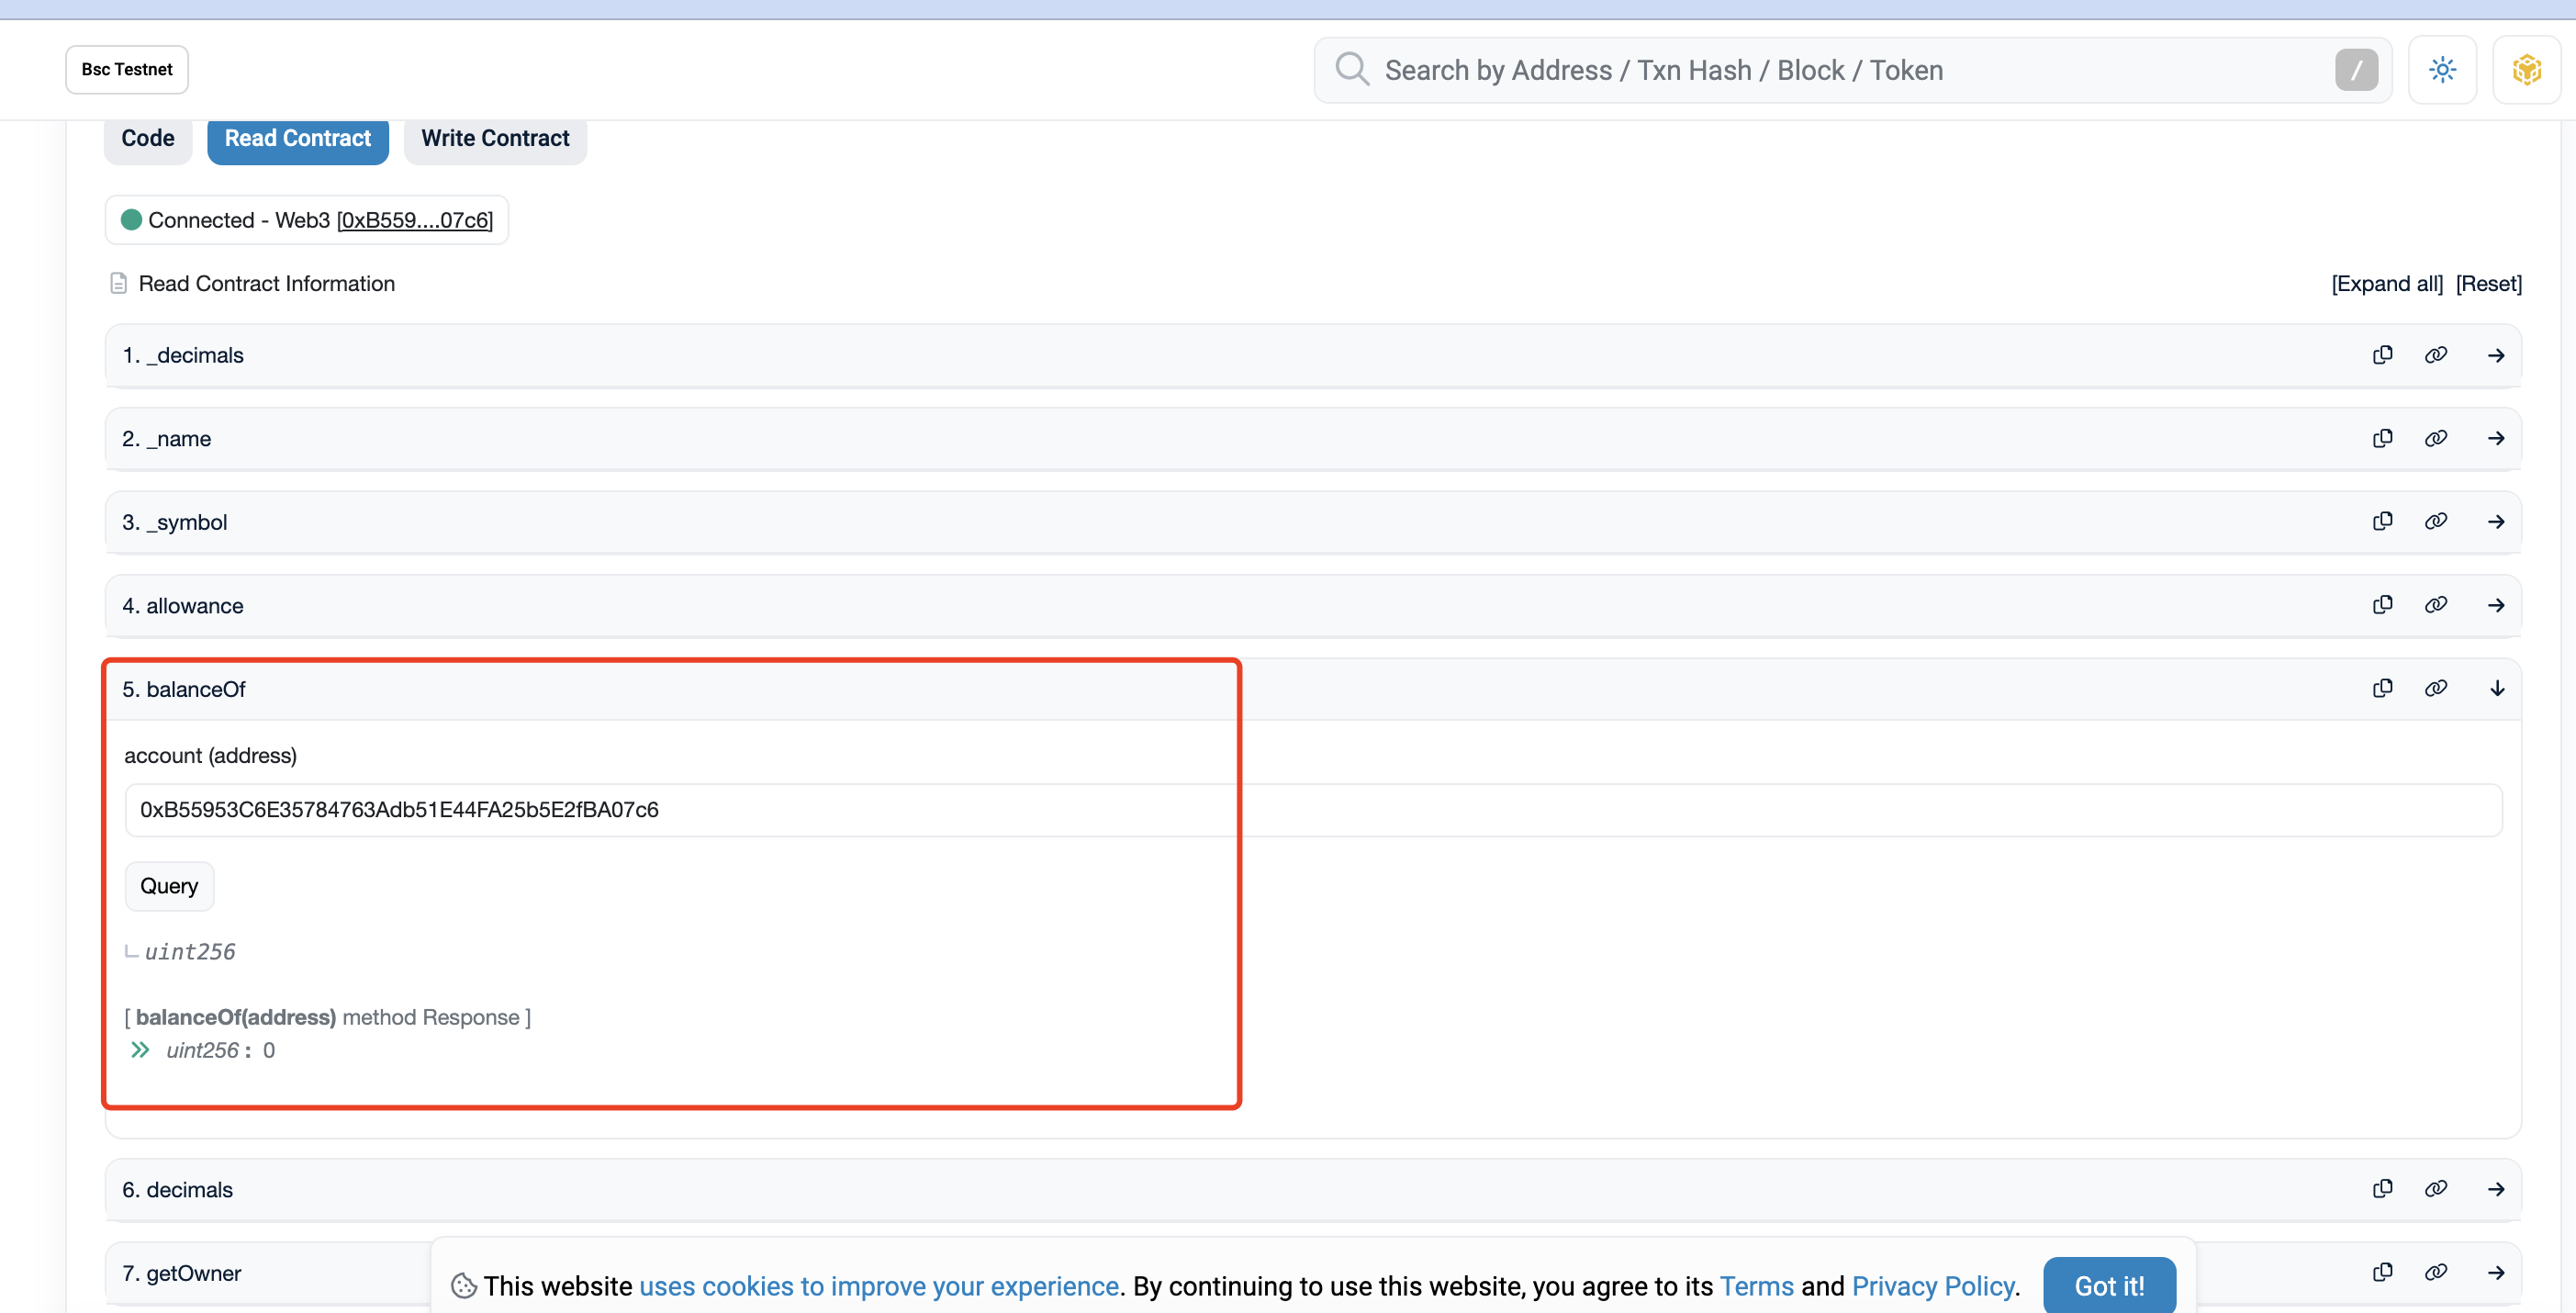 Bsc Testnet
Search by Address / Txn Hash / Block / Token
/
Code
Read Contract
Write Contract
Connected - Web3 [0xB559....07c6]
Read Contract Information
[Expand all] [Reset]
1. _decimals
2. _name
3. _symbol
4. allowance
5. balanceOf
account (address)
0xB55953C6E35784763Adb51E44FA25b5E2fBA07c6
Query
uint256
[ balanceOf(address) method Response ]
uint256 : 0
6. decimals
7. getOwner
This website uses cookies to improve your experience. By continuing to use this website, you agree to its Terms and Privacy Policy.
Got it!